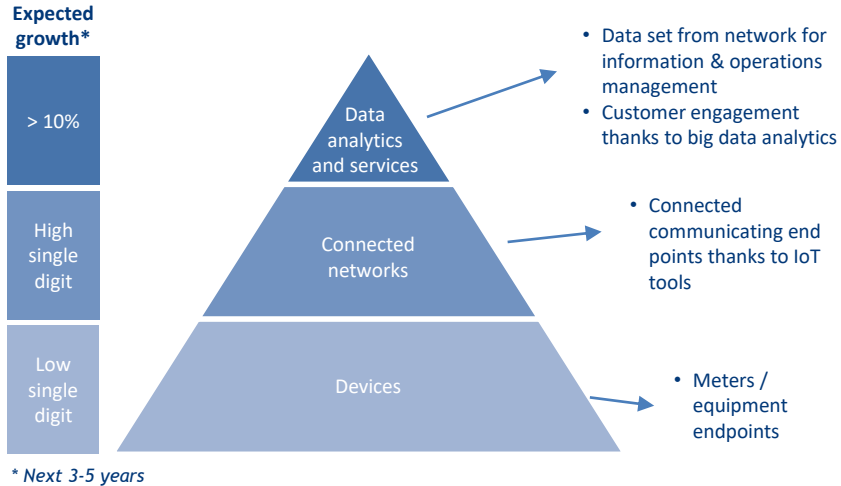 Expected
growth*
> 10%
High
single
digit
Low
single
digit
Data
analytics
and services
Connected
networks
Devices
• Data set from network for
information & operations
management
• Customer engagement
thanks to big data analytics
• Connected
communicating end
points thanks to IoT
tools
• Meters /
equipment
endpoints
* Next 3-5 years